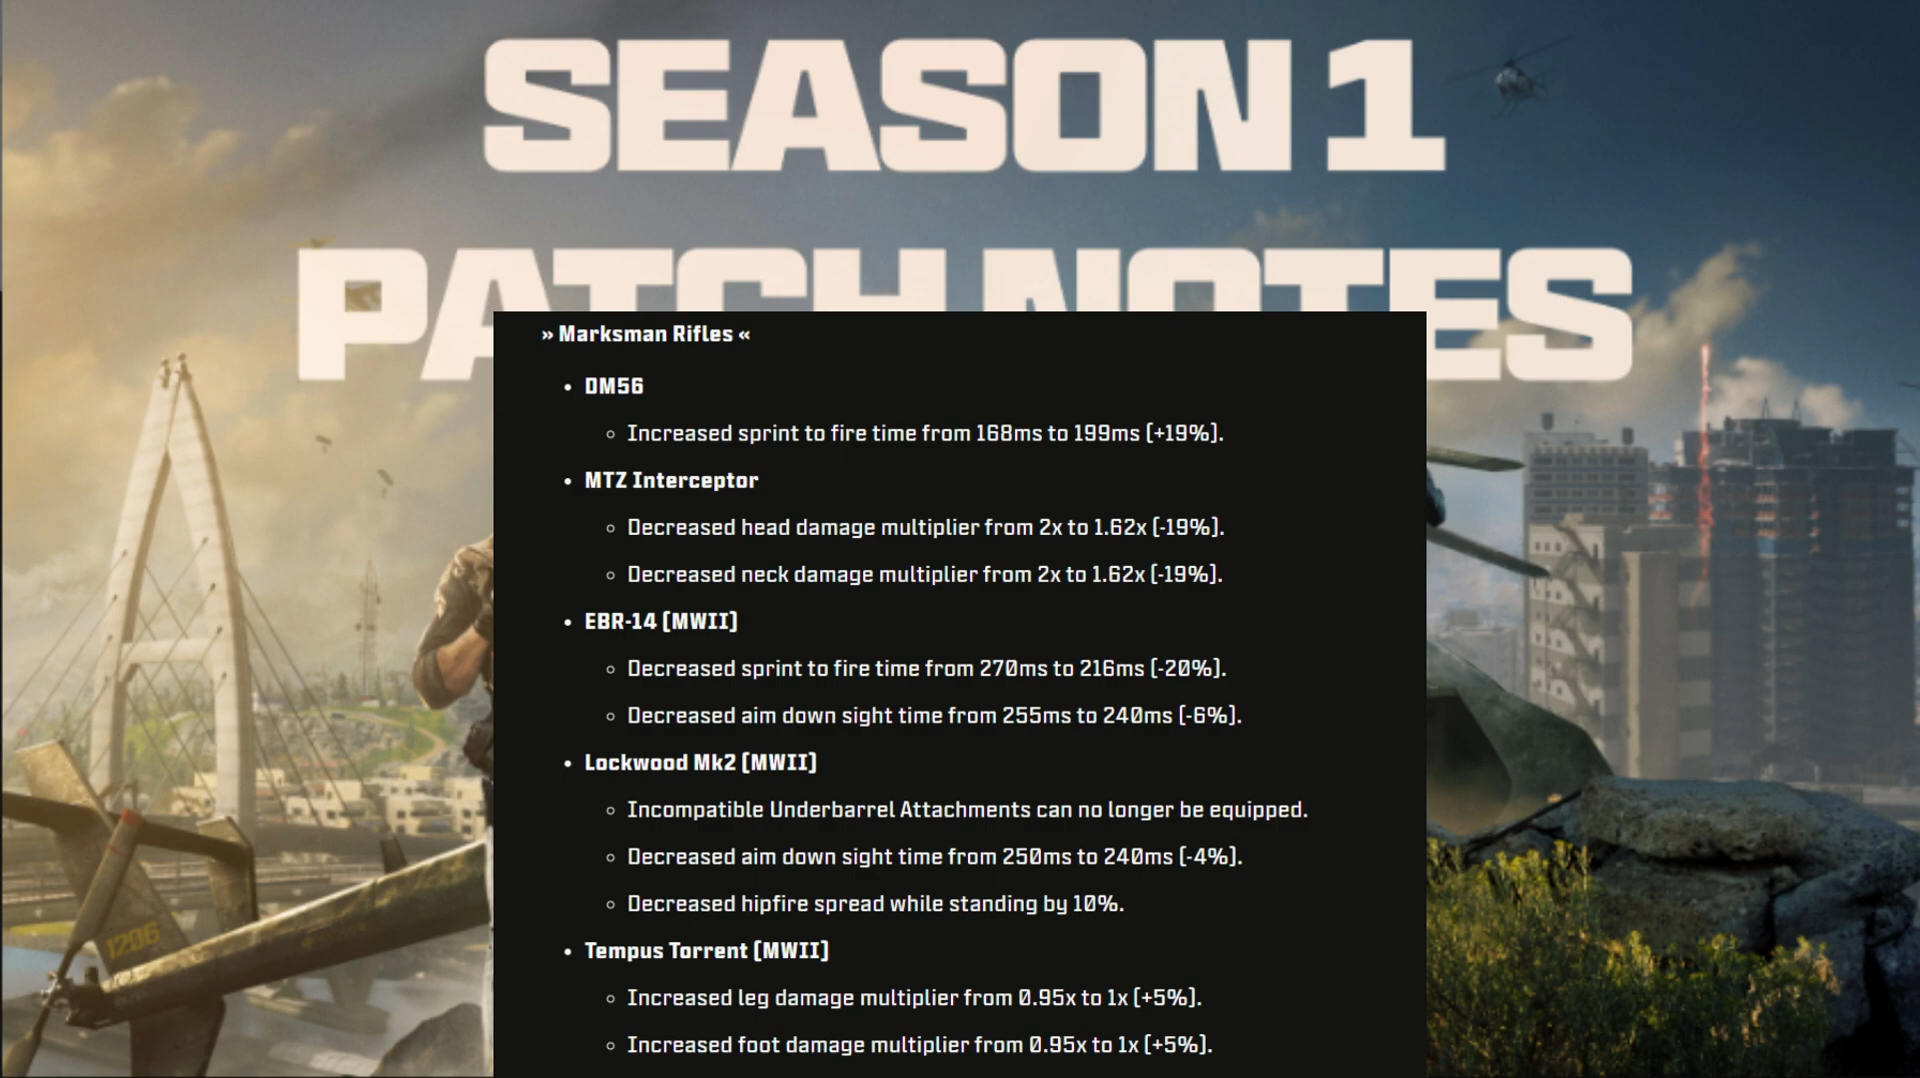 SEASON 1
PATCH NOTES
» Marksman Rifles «
• DM56
◦ Increased sprint to fire time from 168ms to 199ms [+19%].
• MTZ Interceptor
◦ Decreased head damage multiplier from 2x to 1.62x [-19%].
◦ Decreased neck damage multiplier from 2x to 1.62x [-19%].
• EBR-14 [MWII]
◦ Decreased sprint to fire time from 270ms to 216ms [-20%].
◦ Decreased aim down sight time from 255ms to 240ms [-6%].
• Lockwood Mk2 [MWII]
◦ Incompatible Underbarrel Attachments can no longer be equipped.
◦ Decreased aim down sight time from 250ms to 240ms [-4%].
◦ Decreased hipfire spread while standing by 10%.
• Tempus Torrent [MWII]
◦ Increased leg damage multiplier from 0.95x to 1x [+5%].
◦ Increased foot damage multiplier from 0.95x to 1x [+5%].
1206